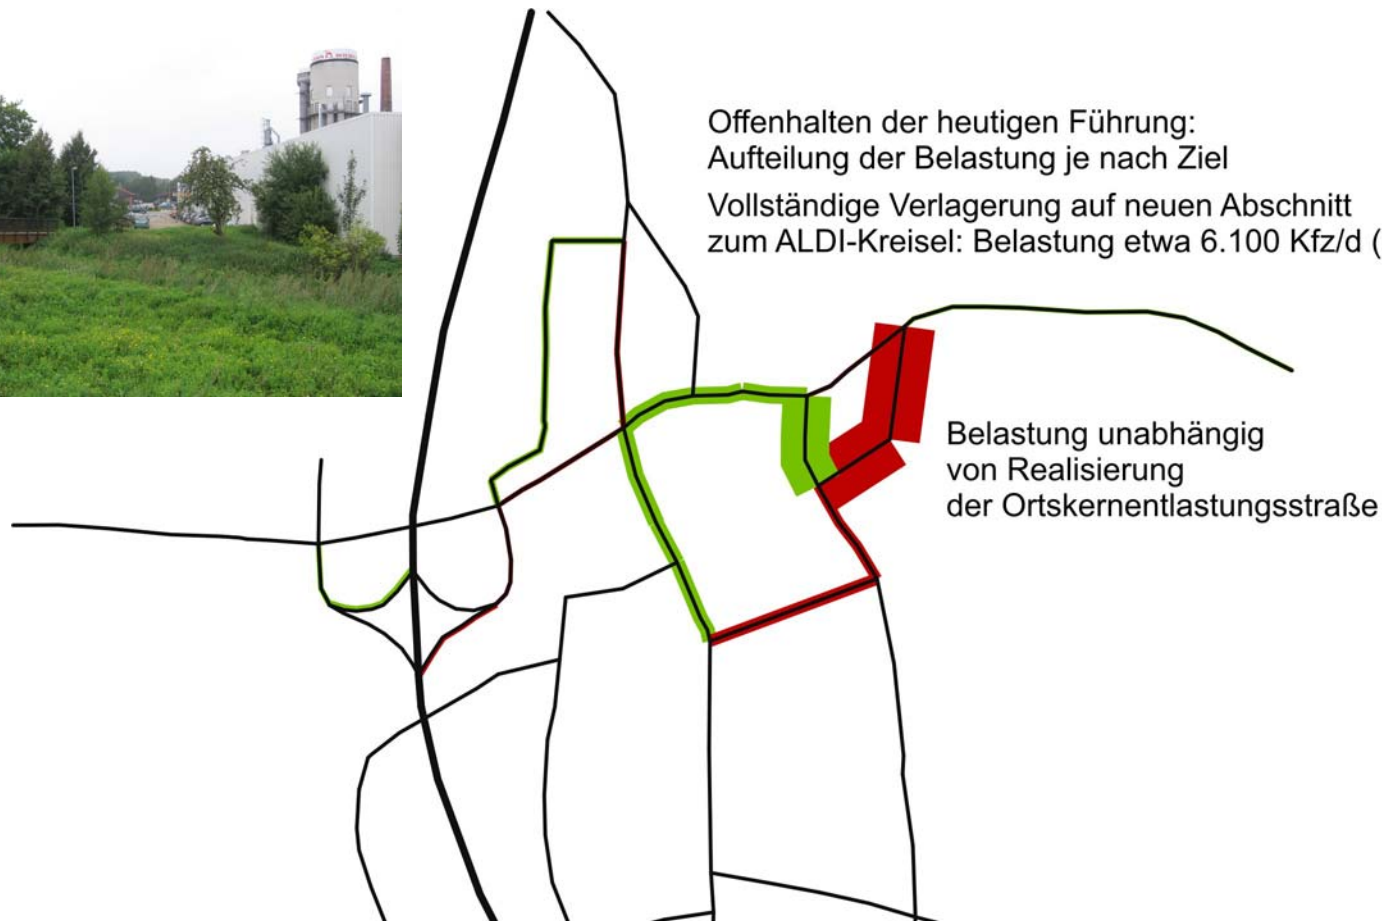 Offenhalten der heutigen Führung:
Aufteilung der Belastung je nach Ziel
Vollständige Verlagerung auf neuen Abschnitt
zum ALDI-Kreisel: Belastung etwa 6.100 Kfz/d (
Belastung unabhängig
von Realisierung
der Ortskernentlastungsstraße